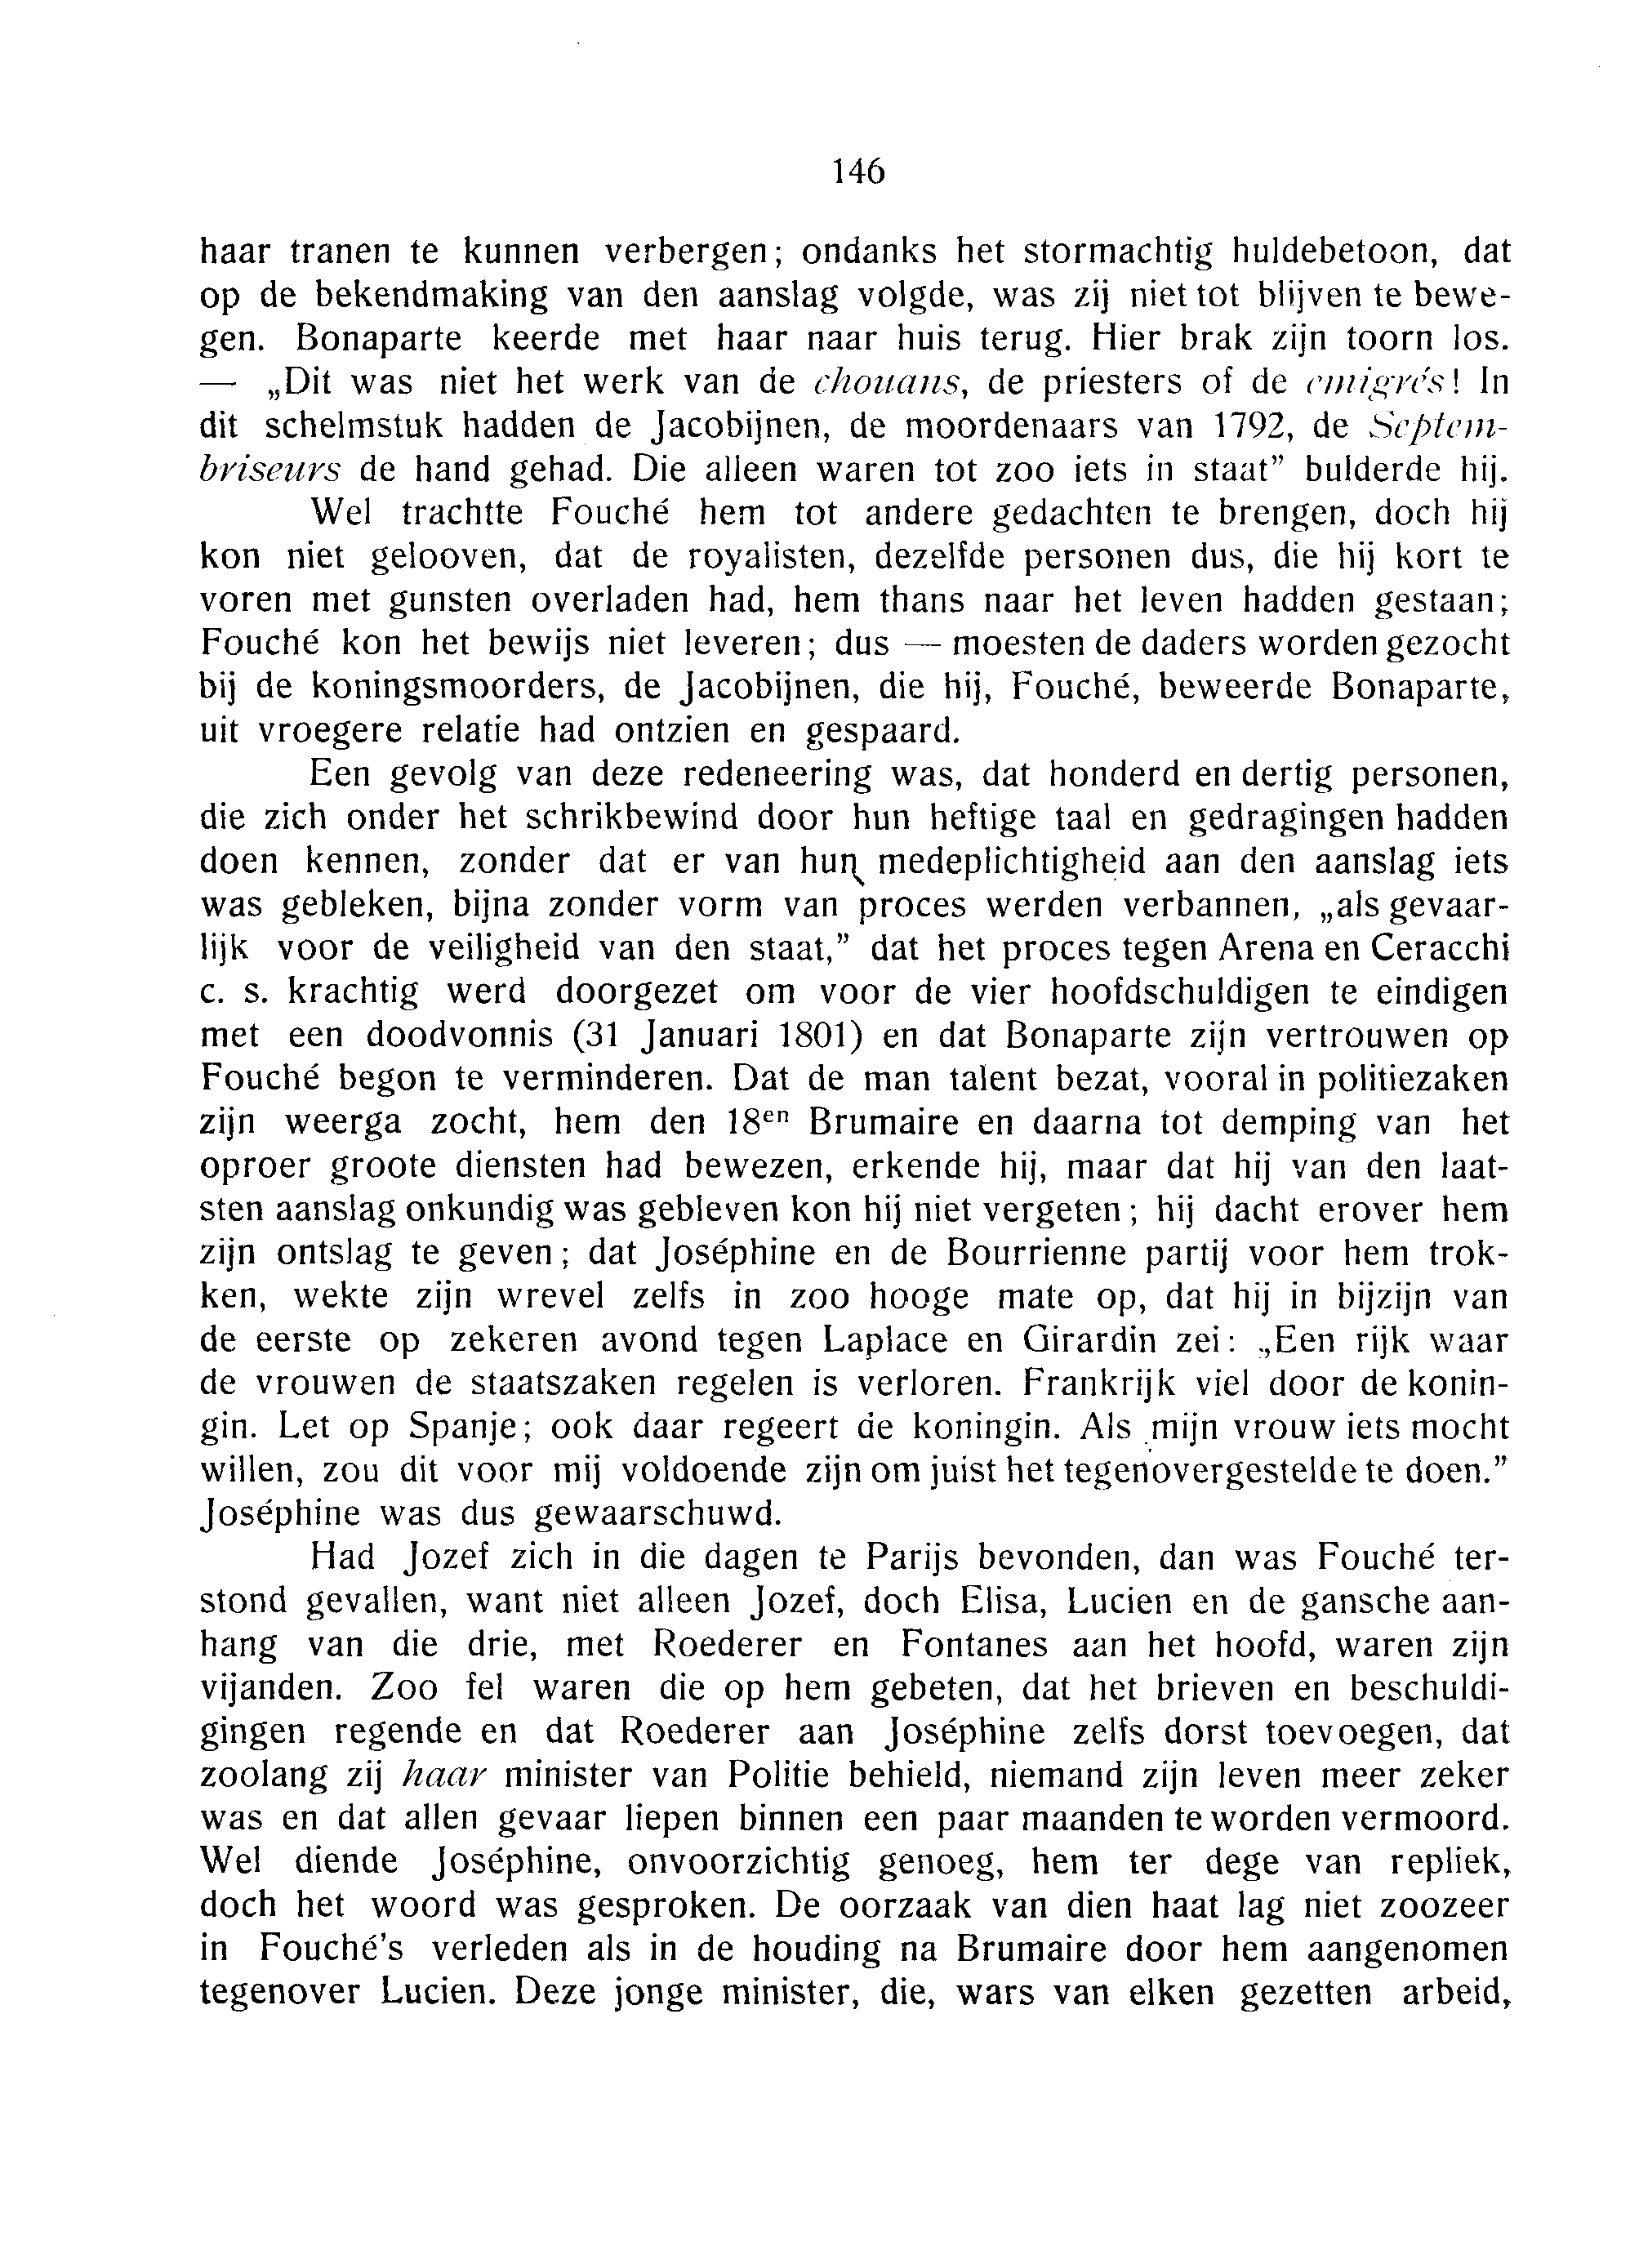 146
haar tranen te kunnen verbergen; ondanks het stormachtig huldebetoon, dat
op de bekendmaking van den aanslag volgde, was zij niet tot blijven te bewe-
gen. Bonaparte keerde met haar naar huis terug. Hier brak zijn toorn los.
— „Dit was niet het werk van de chouans, de priesters of de emigrés! In
dit schelmstuk hadden de Jacobijnen, de moordenaars van 1792, de Septem-
briseurs de hand gehad. Die alleen waren tot zoo iets in staat” bulderde hij.
Wel trachtte Fouché hem tot andere gedachten te brengen, doch hij
kon niet gelooven, dat de royalisten, dezelfde personen dus, die hij kort te
voren met gunsten overladen had, hem thans naar het leven hadden gestaan;
Fouché kon het bewijs niet leveren; dus — moesten de daders worden gezocht
bij de koningsmoorders, de Jacobijnen, die hij, Fouché, beweerde Bonaparte,
uit vroegere relatie had ontzien en gespaard.
Een gevolg van deze redeneering was, dat honderd en dertig personen,
die zich onder het schrikbewind door hun heftige taal en gedragingen hadden
doen kennen, zonder dat er van hun medeplichtigheid aan den aanslag iets
was gebleken, bijna zonder vorm van proces werden verbannen, „als gevaar-
lijk voor de veiligheid van den staat,” dat het proces tegen Arena en Ceracchi
c. s. krachtig werd doorgezet om voor de vier hoofdschuldigen te eindigen
met een doodvonnis (31 Januari 1801) en dat Bonaparte zijn vertrouwen op
Fouché begon te verminderen. Dat de man talent bezat, vooral in politiezaken
zijn weerga zocht, hem den 18en Brumaire en daarna tot demping van het
oproer groote diensten had bewezen, erkende hij, maar dat hij van den laat-
sten aanslag onkundig was gebleven kon hij niet vergeten; hij dacht erover hem
zijn ontslag te geven; dat Joséphine en de Bourrienne partij voor hem trok-
ken, wekte zijn wrevel zelfs in zoo hooge mate op, dat hij in bijzijn van
de eerste op zekeren avond tegen Laplace en Girardin zei: „Een rijk waar
de vrouwen de staatszaken regelen is verloren. Frankrijk viel door de konin-
gin. Let op Spanje; ook daar regeert de koningin. Als mijn vrouw iets mocht
willen, zou dit voor mij voldoende zijn om juist het tegenovergestelde te doen.”
Joséphine was dus gewaarschuwd.
Had Jozef zich in die dagen te Parijs bevonden, dan was Fouché ter-
stond gevallen, want niet alleen Jozef, doch Elisa, Lucien en de gansche aan-
hang van die drie, met Roederer en Fontanes aan het hoofd, waren zijn
vijanden. Zoo fel waren die op hem gebeten, dat het brieven en beschuldi-
gingen regende en dat Roederer aan Joséphine zelfs dorst toevoegen, dat
zoolang zij haar minister van Politie behield, niemand zijn leven meer zeker
was en dat allen gevaar liepen binnen een paar maanden te worden vermoord.
Wel diende Joséphine, onvoorzichtig genoeg, hem ter dege van repliek,
doch het woord was gesproken. De oorzaak van dien haat lag niet zoozeer
in Fouché's verleden als in de houding na Brumaire door hem aangenomen
tegenover Lucien. Deze jonge minister, die, wars van elken gezetten arbeid,